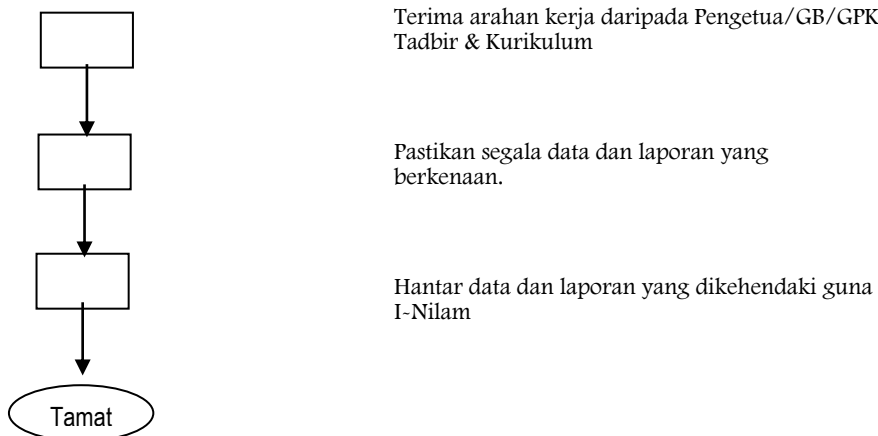 Terima arahan kerja daripada Pengetua/GB/GPK
Tadbir & Kurikulum
Pastikan segala data dan laporan yang
berkenaan.
Hantar data dan laporan yang dikehendaki guna
I-Nilam
Tamat